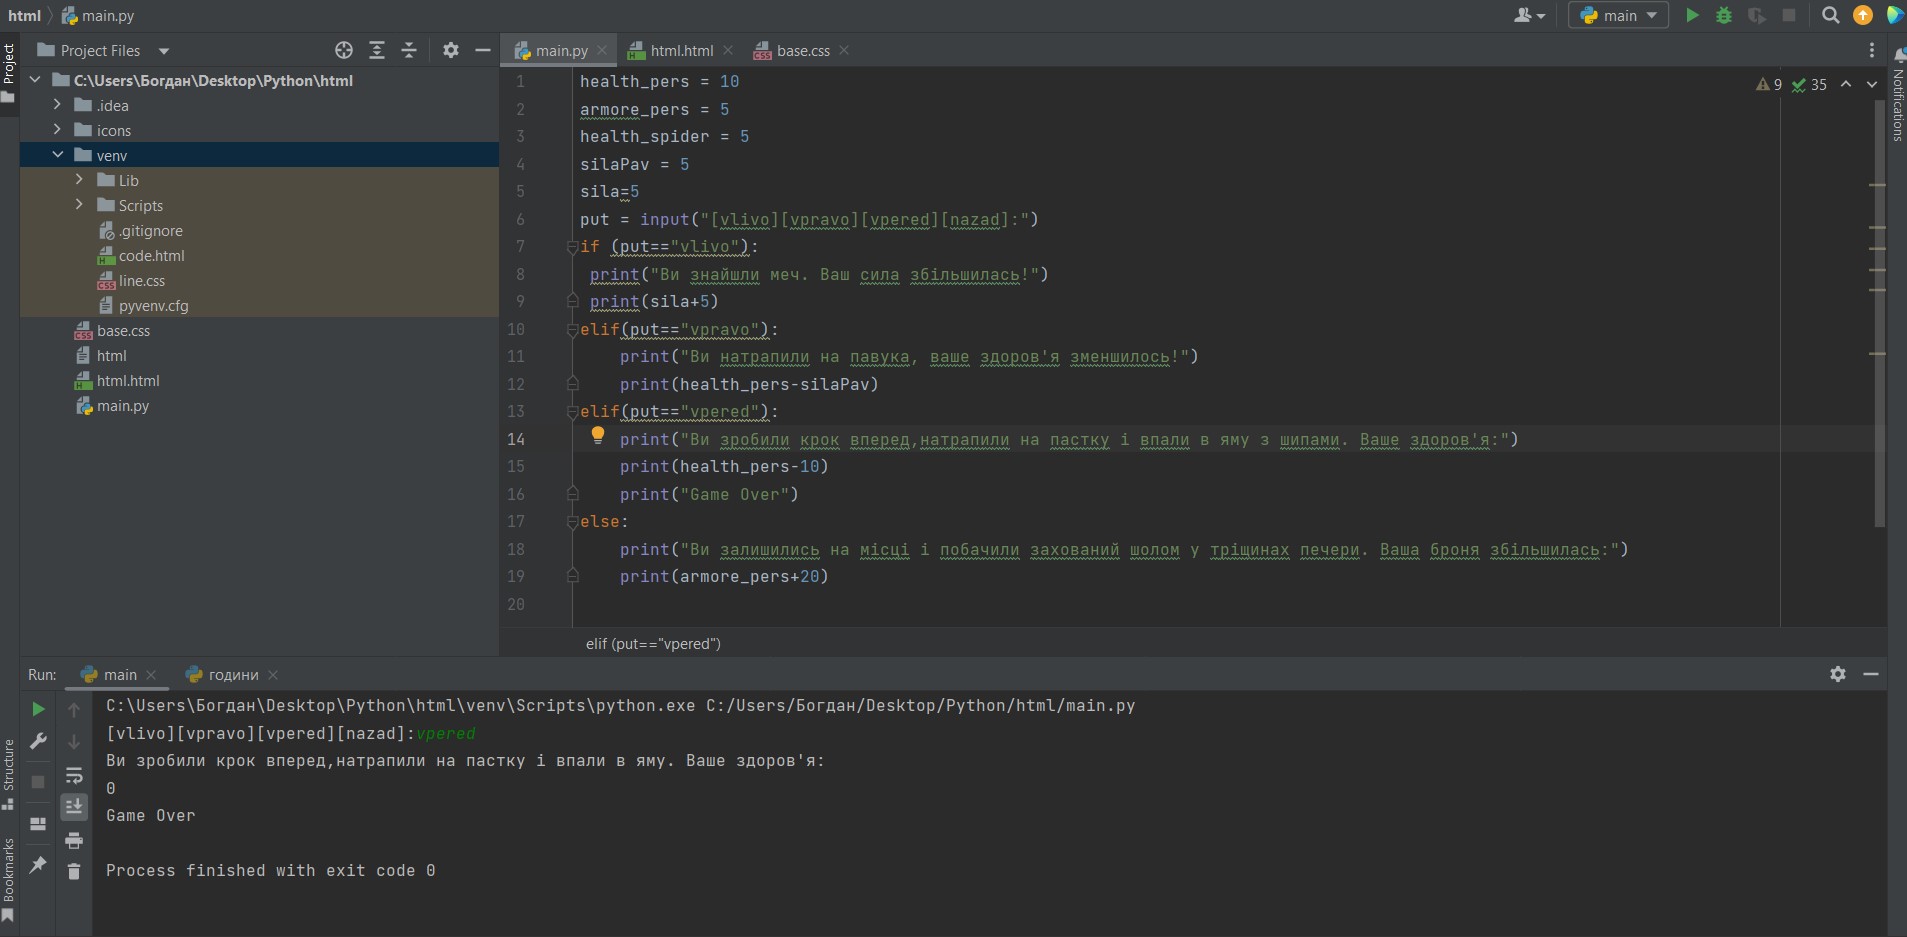 html main.py
main
Project
Project Files
main.py html.html base.css
C:\Users\Богдан\Desktop\Python\html
.idea
icons
venv
Lib
Scripts
.gitignore
code.html
line.css
pyvenv.cfg
base.css
html
html.html
main.py
9 35
Notifications
1 health_pers = 10
2 armore_pers = 5
3 health_spider = 5
4 silaPav = 5
5 sila=5
6 put = input("[vlivo][vpravo][vpered][nazad]:")
7 if (put=="vlivo"):
8 print("Ви знайшли меч. Ваш сила збільшилась!")
9 print(sila+5)
10 elif(put=="vpravo"):
11 print("Ви натрапили на павука, ваше здоров'я зменшилось!")
12 print(health_pers-silaPav)
13 elif(put=="vpered"):
14 print("Ви зробили крок вперед,натрапили на пастку і впали в яму з шипами. Ваше здоров'я:")
15 print(health_pers-10)
16 print("Game Over")
17 else:
18 print("Ви залишились на місці і побачили захований шолом у тріщинах печери. Ваша броня збільшилась:")
19 print(armore_pers+20)
20
elif (put=="vpered")
Run: main години
C:\Users\Богдан\Desktop\Python\html\venv\Scripts\python.exe C:/Users/Богдан/Desktop/Python/html/main.py
[vlivo][vpravo][vpered][nazad]:vpered
Ви зробили крок вперед,натрапили на пастку і впали в яму. Ваше здоров'я:
0
Game Over
Process finished with exit code 0
Structure
Bookmarks